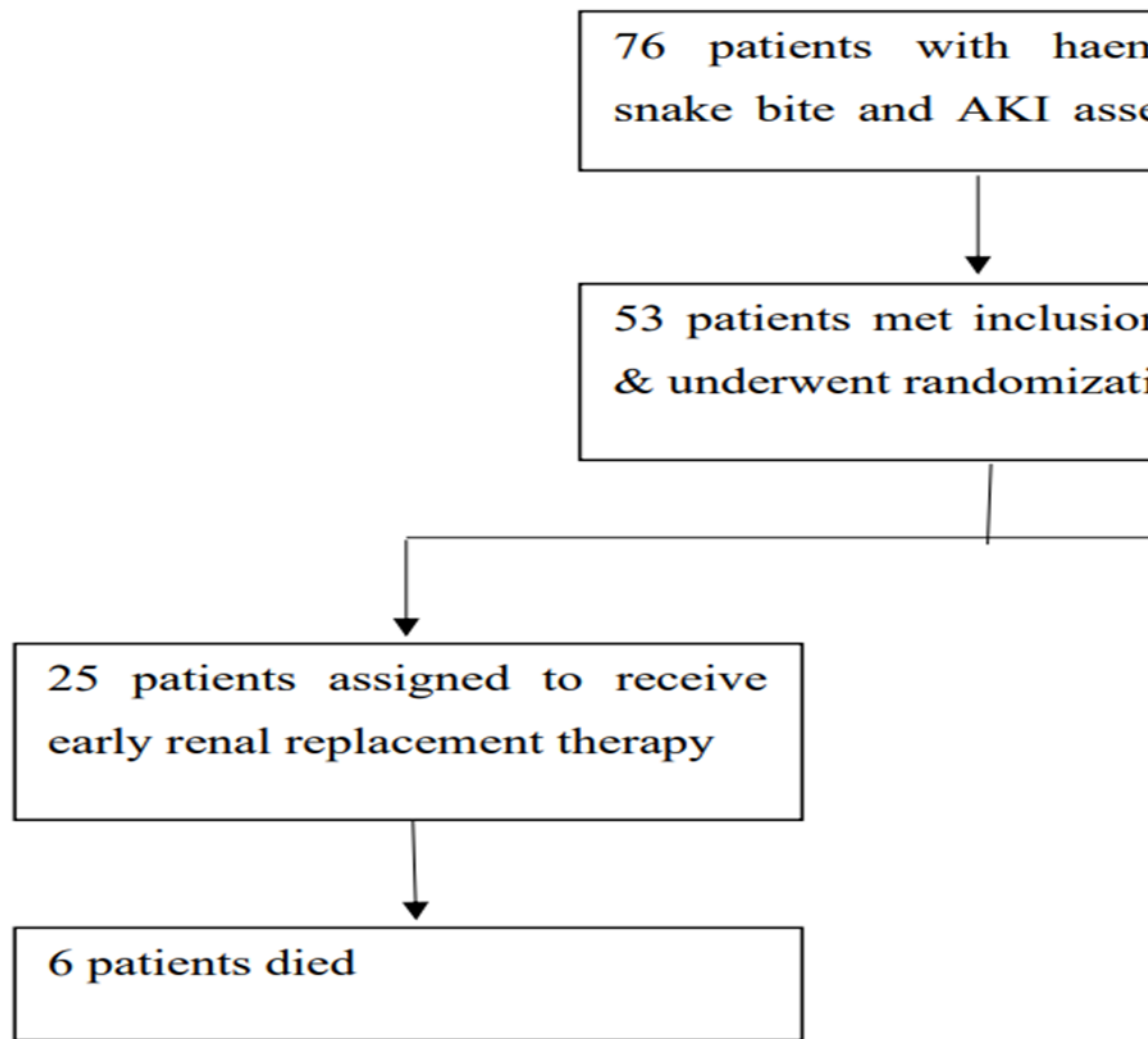 76 patients with
snake bite and AKI
53 patients met
& underwent
25 patients assigned to receive
early renal replacement therapy
6 patients died